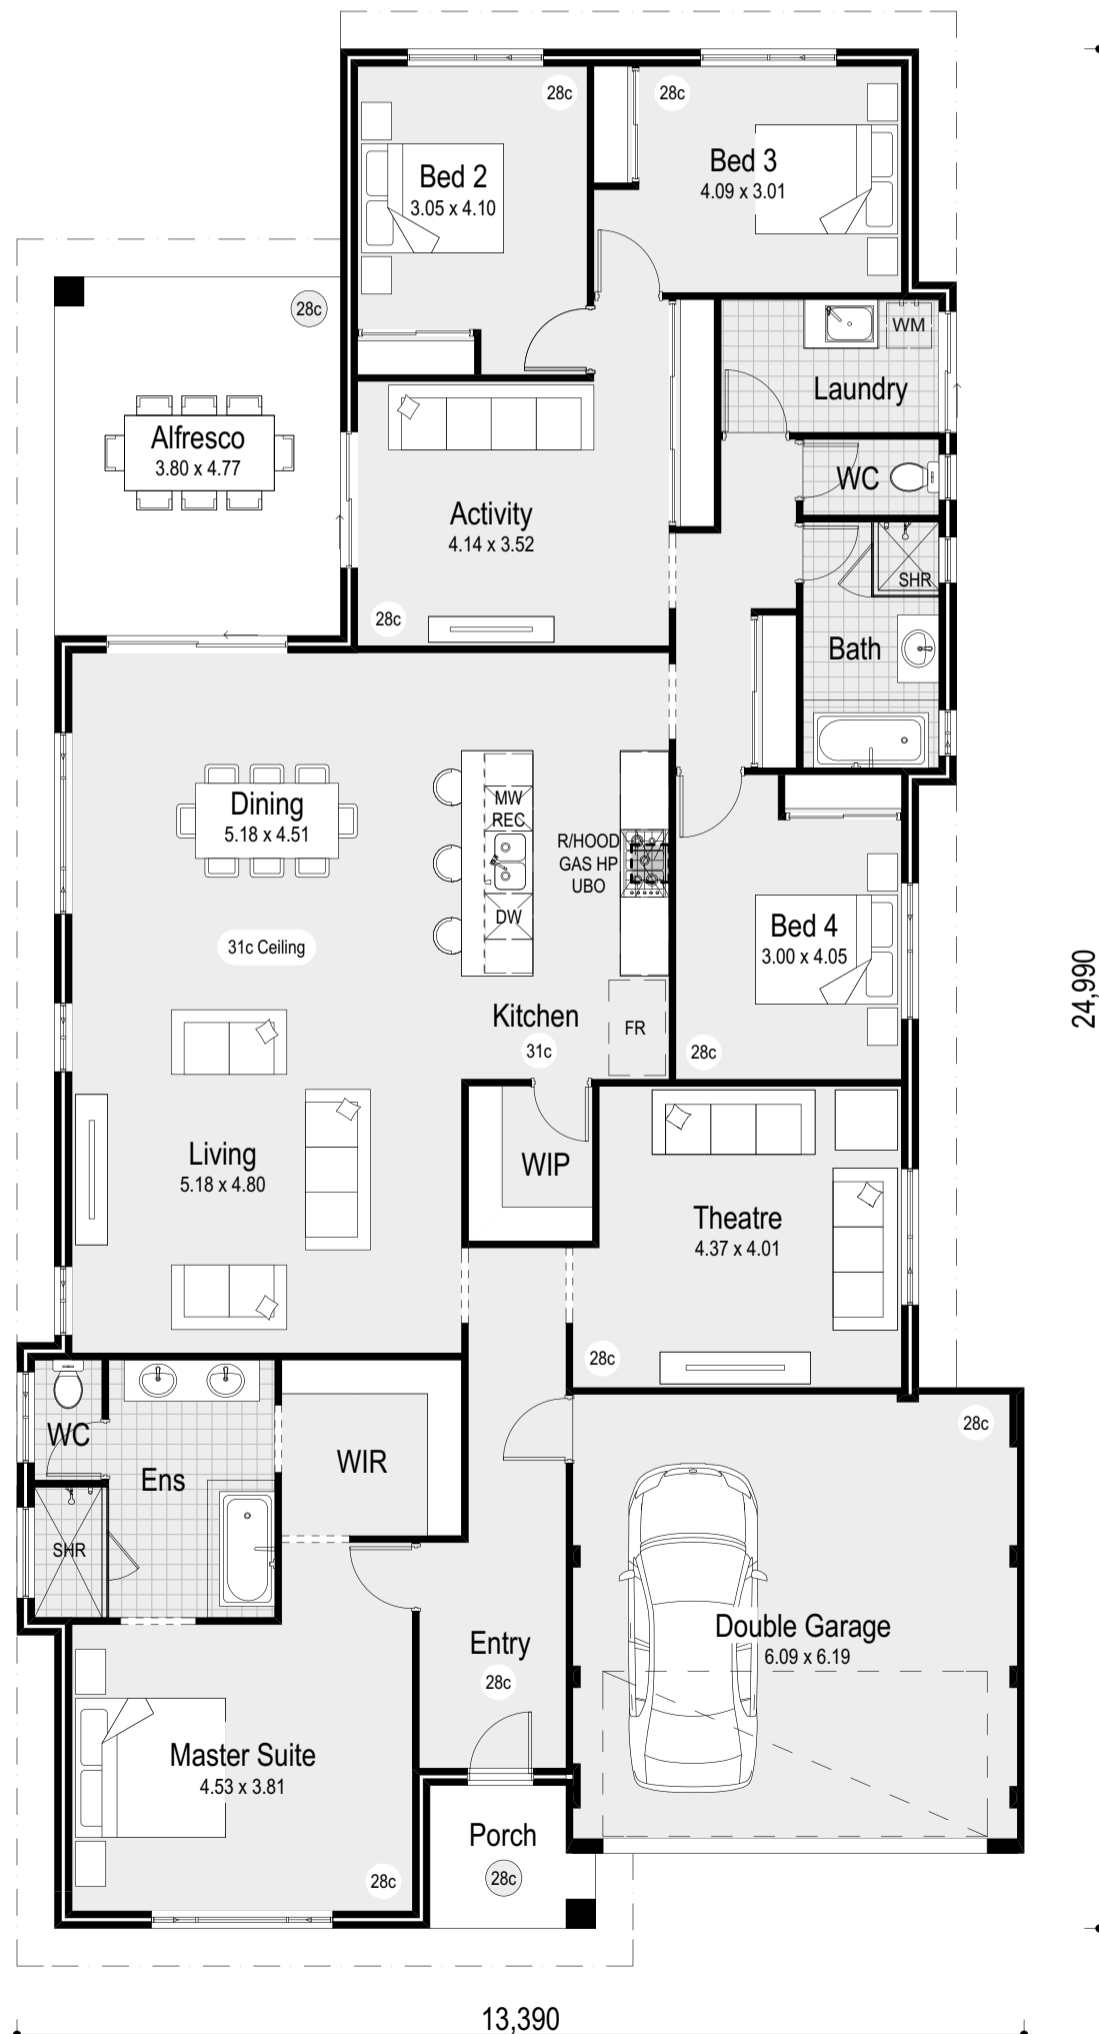 28c
28c
Bed 2
3.05 x 4.10
Bed 3
4.09 x 3.01
28c
WM
Laundry
Alfresco
3.80 x 4.77
WC
Activity
4.14 x 3.52
SHR
28c
Bath
Dining
5.18 x 4.51
MW
REC
R/HOOD
GAS HP
UBO
DW
Bed 4
3.00 x 4.05
31c Ceiling
Kitchen
31c
FR
28c
24,990
Living
5.18 x 4.80
WIP
Theatre
4.37 x 4.01
28c
28c
WC
Ens
WIR
SHR
Entry
28c
Double Garage
6.09 x 6.19
Master Suite
4.53 x 3.81
Porch
28c
28c
13,390